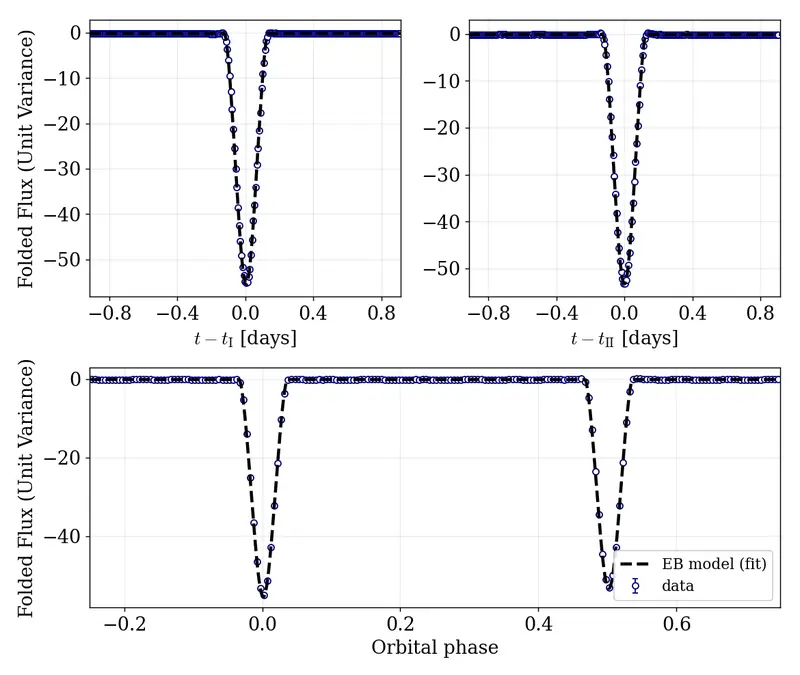 Folded Flux (Unit Variance)
0
−10
−20
−30
−40
−50
−0.8 −0.4 0.0 0.4 0.8
t − tI [days]
0
−10
−20
−30
−40
−50
−0.8 −0.4 0.0 0.4 0.8
t − tII [days]
Folded Flux (Unit Variance)
0
−20
−40
EB model (fit)
data
−0.2 0.0 0.2 0.4 0.6
Orbital phase